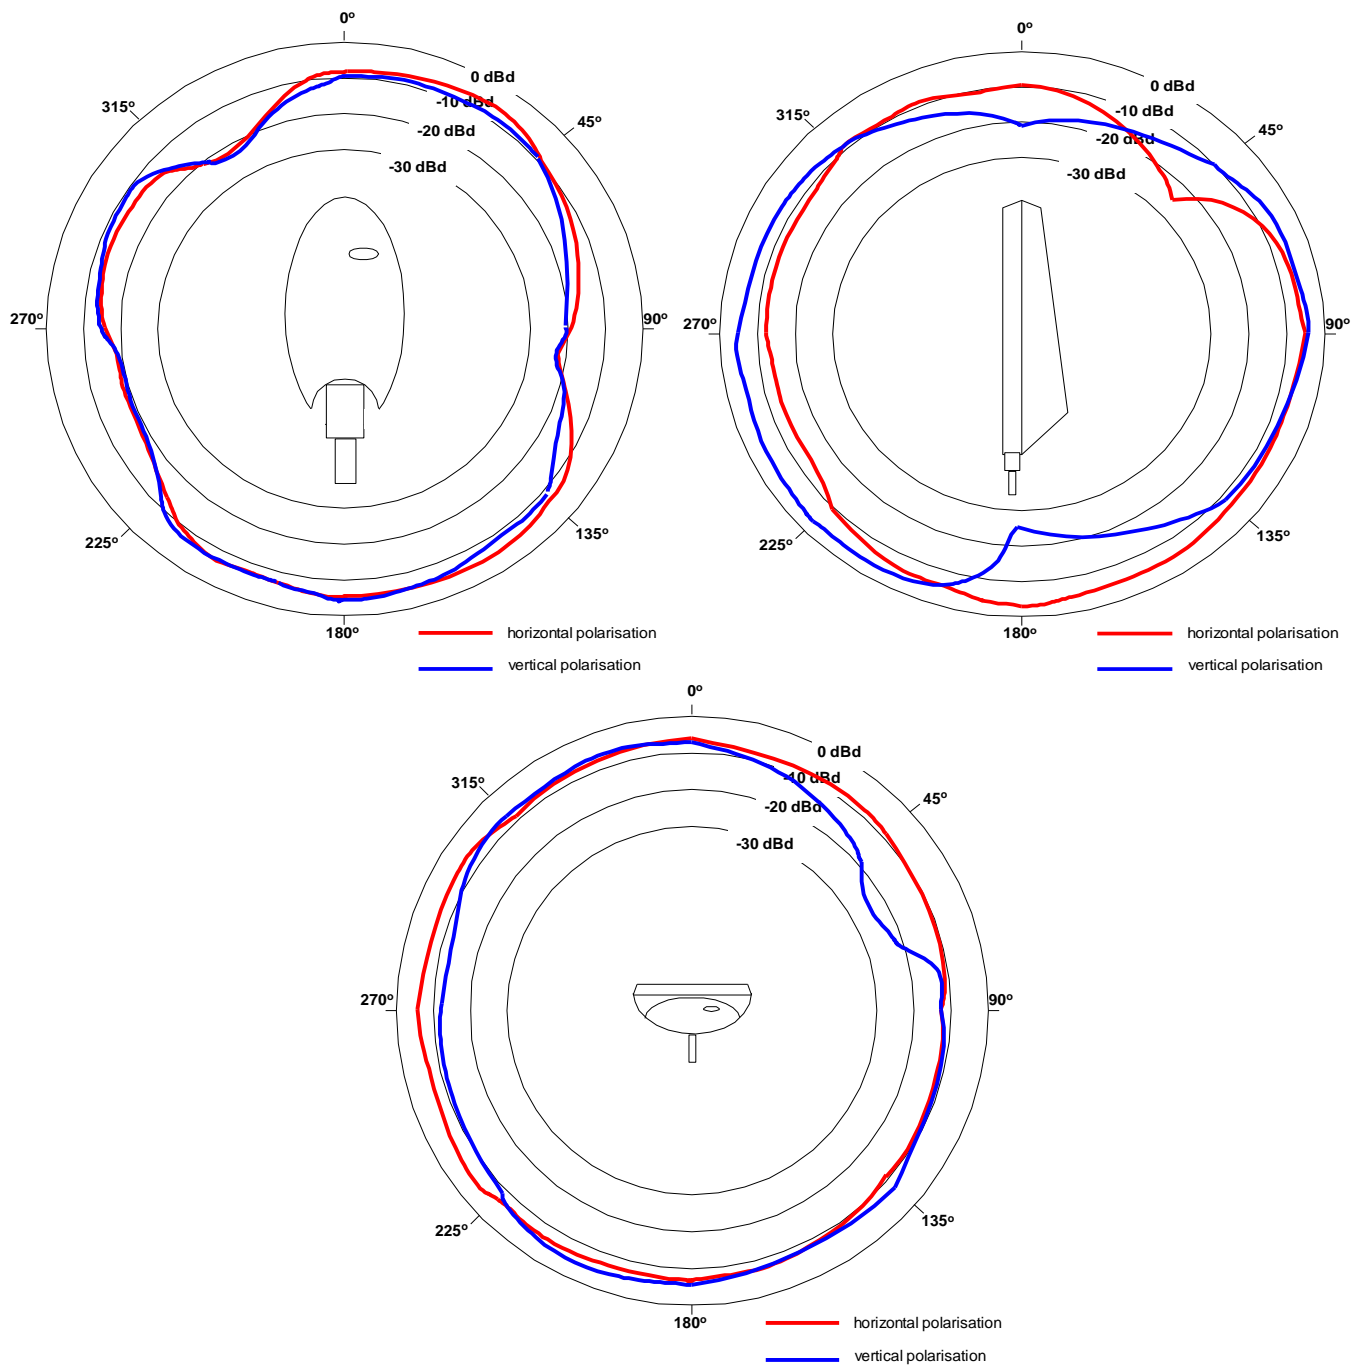 0º
0 dBd
-10 dBd
-20 dBd
-30 dBd
315º
45º
270º
90º
225º
135º
180º
horizontal polarisation
vertical polarisation
0º
0 dBd
-10 dBd
-20 dBd
-30 dBd
315º
45º
270º
90º
225º
135º
180º
horizontal polarisation
vertical polarisation
0º
0 dBd
-10 dBd
-20 dBd
-30 dBd
315º
45º
270º
90º
225º
135º
180º
horizontal polarisation
vertical polarisation